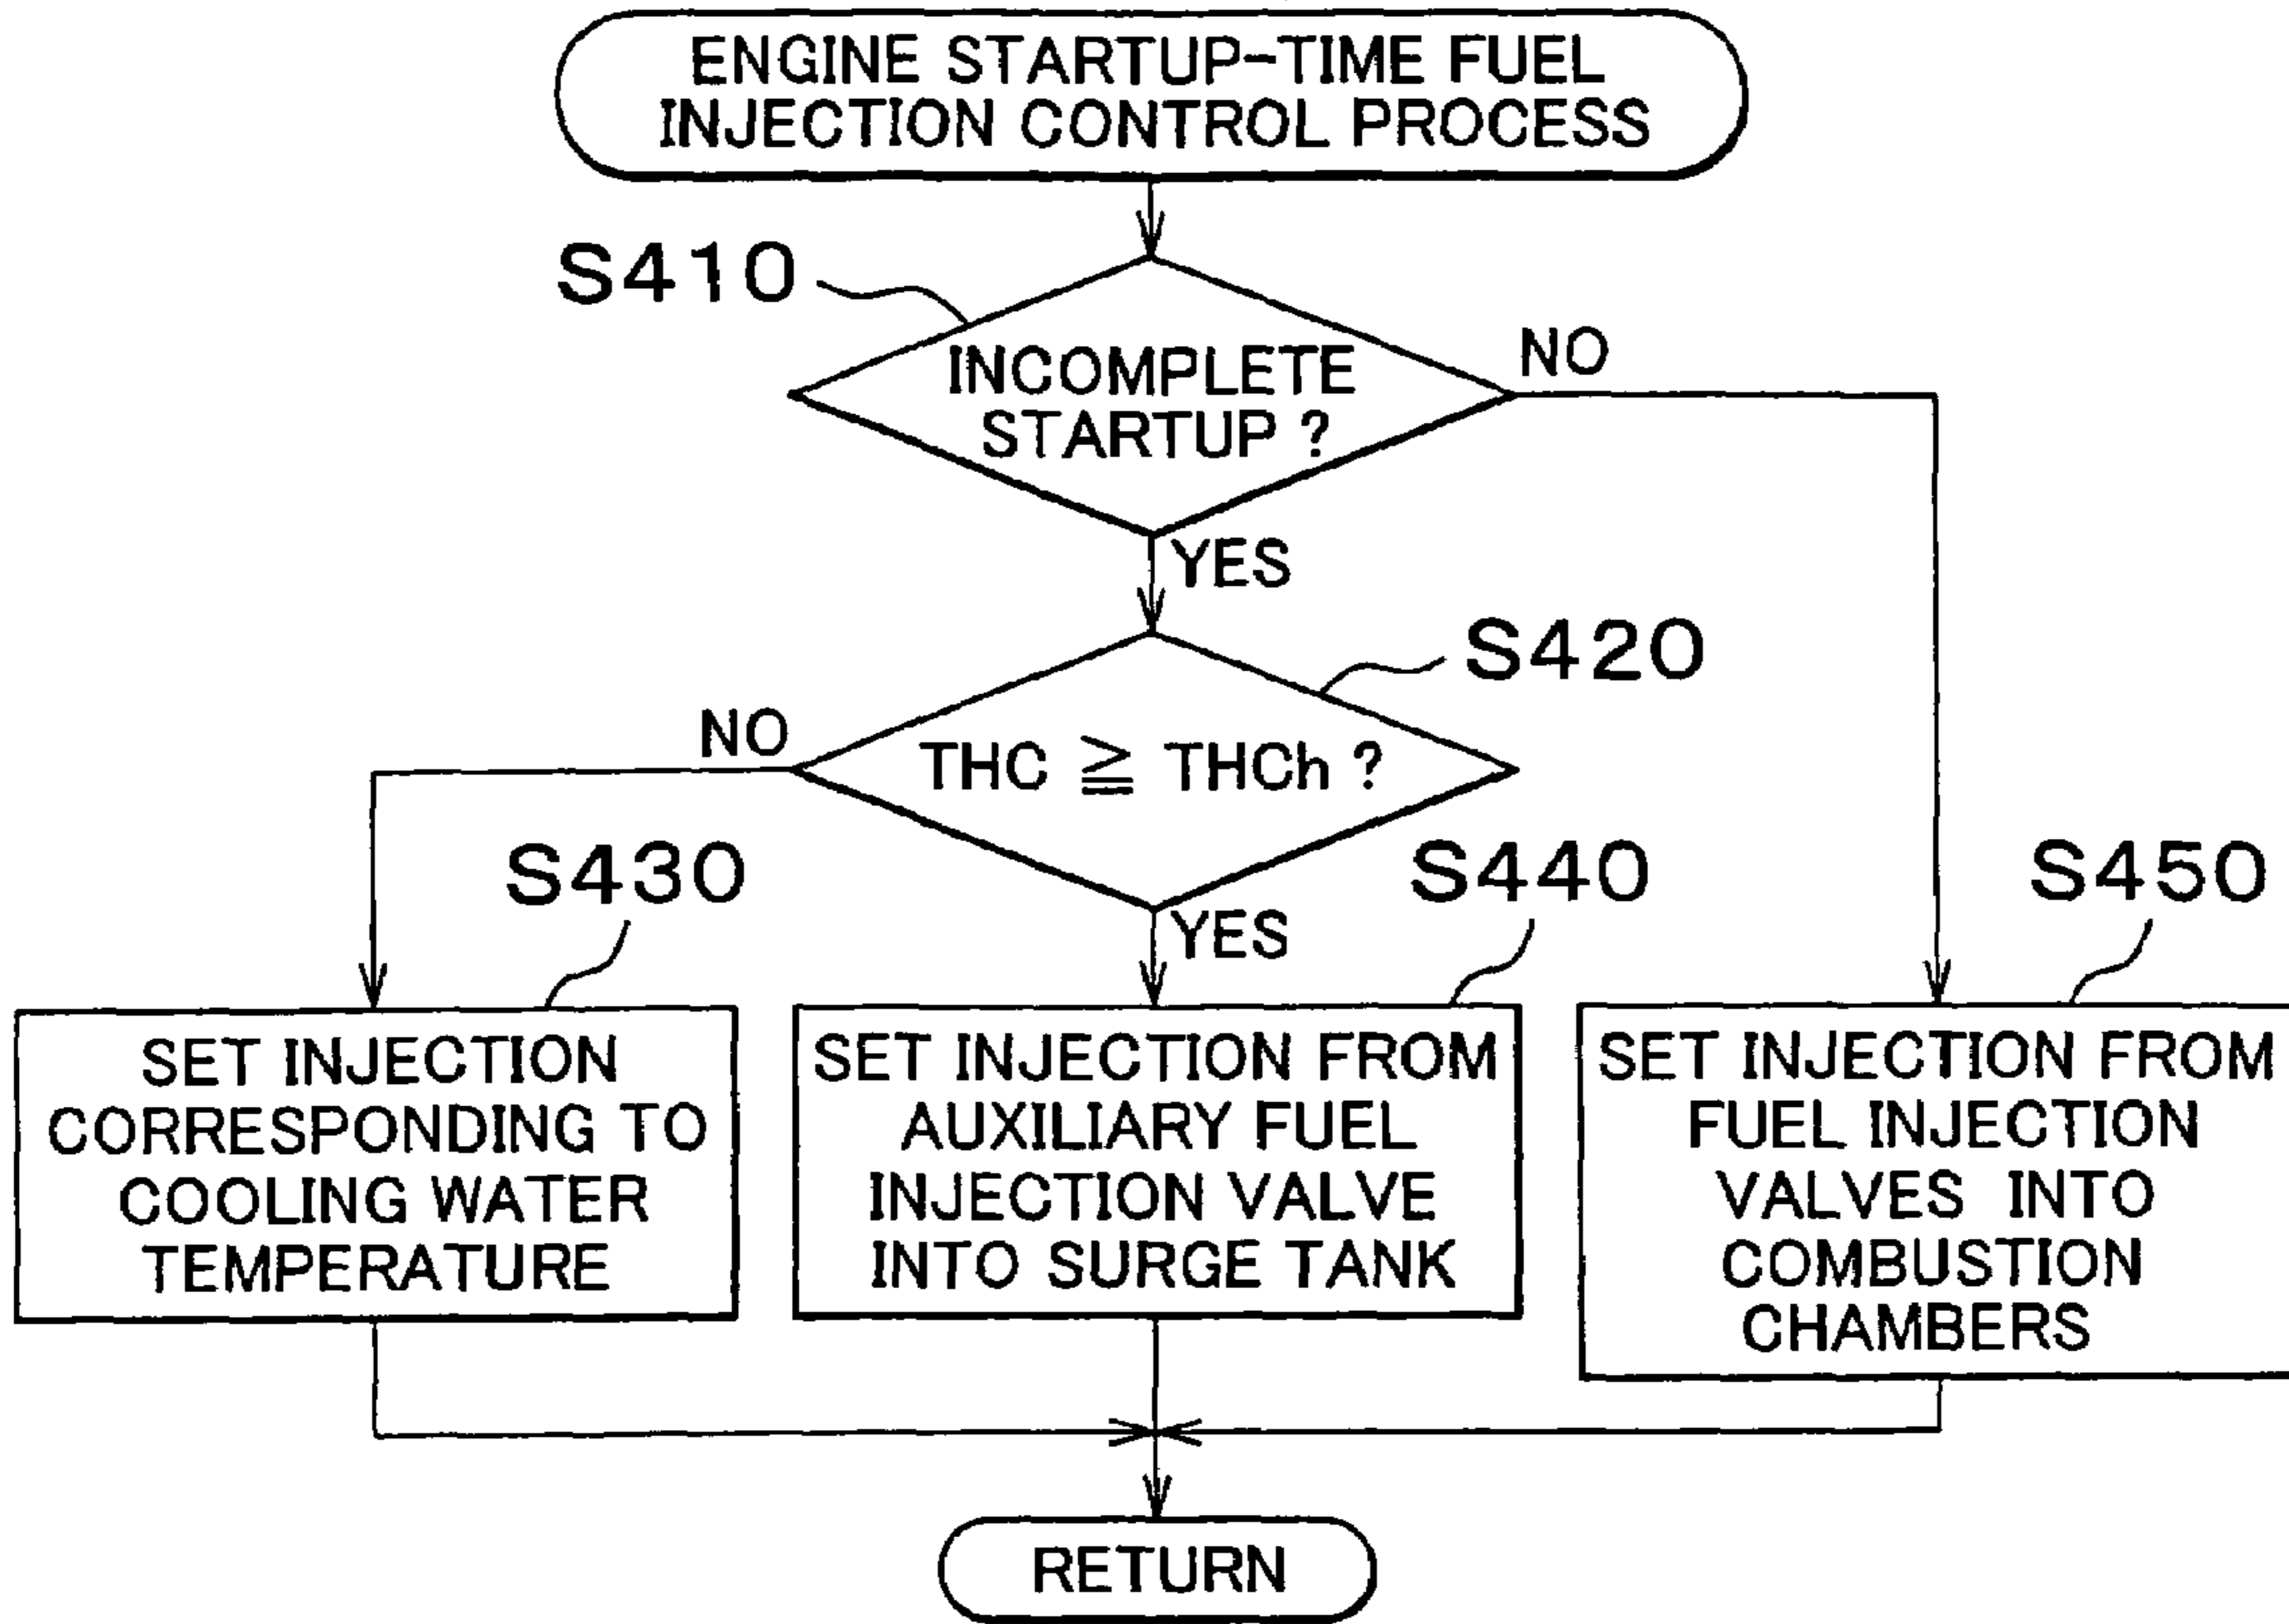 ENGINE STARTUP-TIME FUEL
INJECTION CONTROL PROCESS
S410
INCOMPLETE
STARTUP ?
NO
YES
S420
THC ≧ THCh ?
NO
YES
S430
SET INJECTION
CORRESPONDING TO
COOLING WATER
TEMPERATURE
S440
SET INJECTION FROM
AUXILIARY FUEL
INJECTION VALVE
INTO SURGE TANK
S450
SET INJECTION FROM
FUEL INJECTION
VALVES INTO
COMBUSTION
CHAMBERS
RETURN